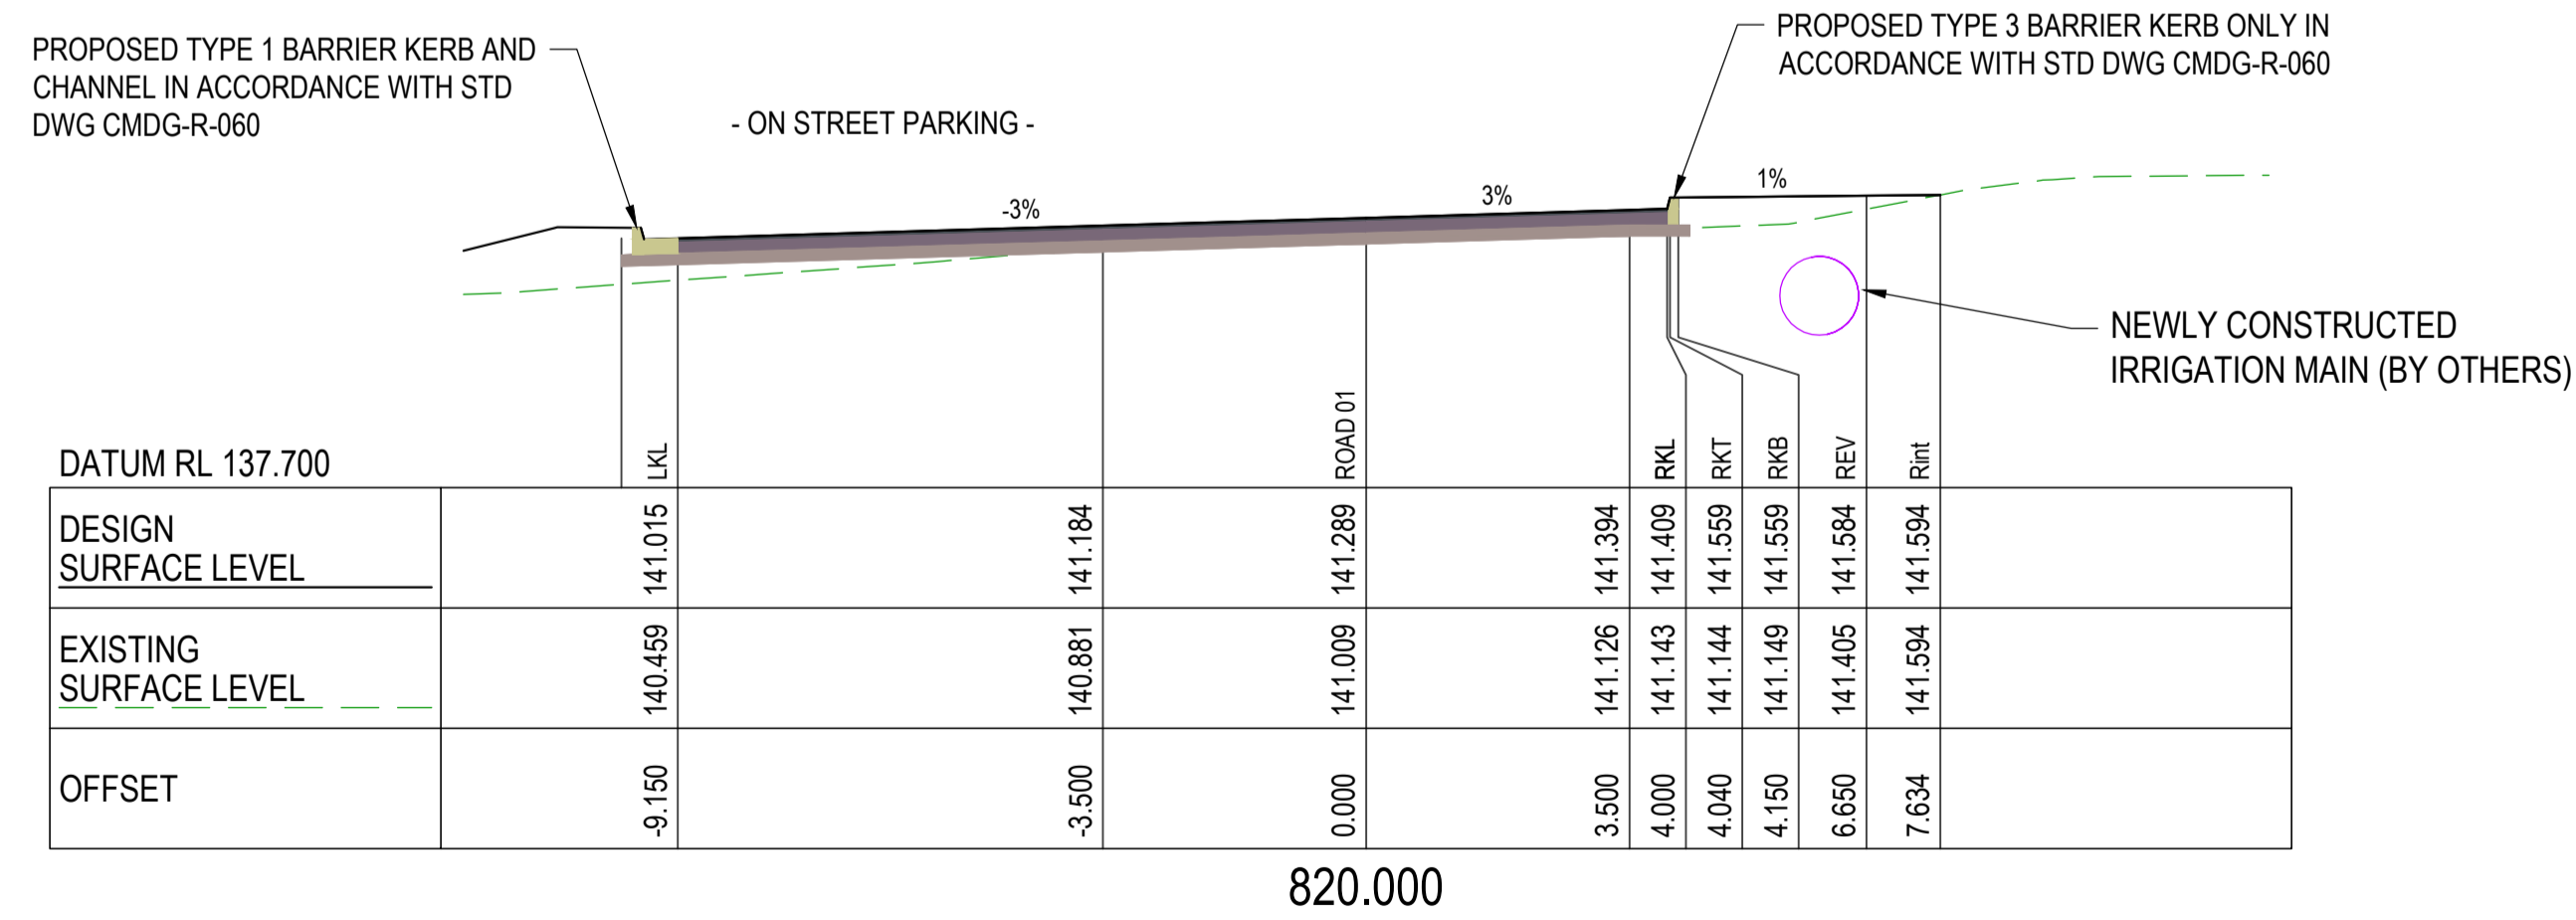 PROPOSED TYPE 1 BARRIER KERB AND
CHANNEL IN ACCORDANCE WITH STD
DWG CMDG-R-060
- ON STREET PARKING -
PROPOSED TYPE 3 BARRIER KERB ONLY IN
ACCORDANCE WITH STD DWG CMDG-R-060
-3%
3%
1%
NEWLY CONSTRUCTED
IRRIGATION MAIN (BY OTHERS)
DATUM RL 137.700
LKL
ROAD 01
RKL
RKT
RKB
REV
Rint
DESIGN
SURFACE LEVEL
141.015
141.184
141.289
141.394
141.409
141.559
141.559
141.584
141.594
EXISTING
SURFACE LEVEL
140.459
140.881
141.009
141.126
141.143
141.144
141.149
141.405
141.594
OFFSET
-9.150
-3.500
0.000
3.500
4.000
4.040
4.150
6.650
7.634
820.000